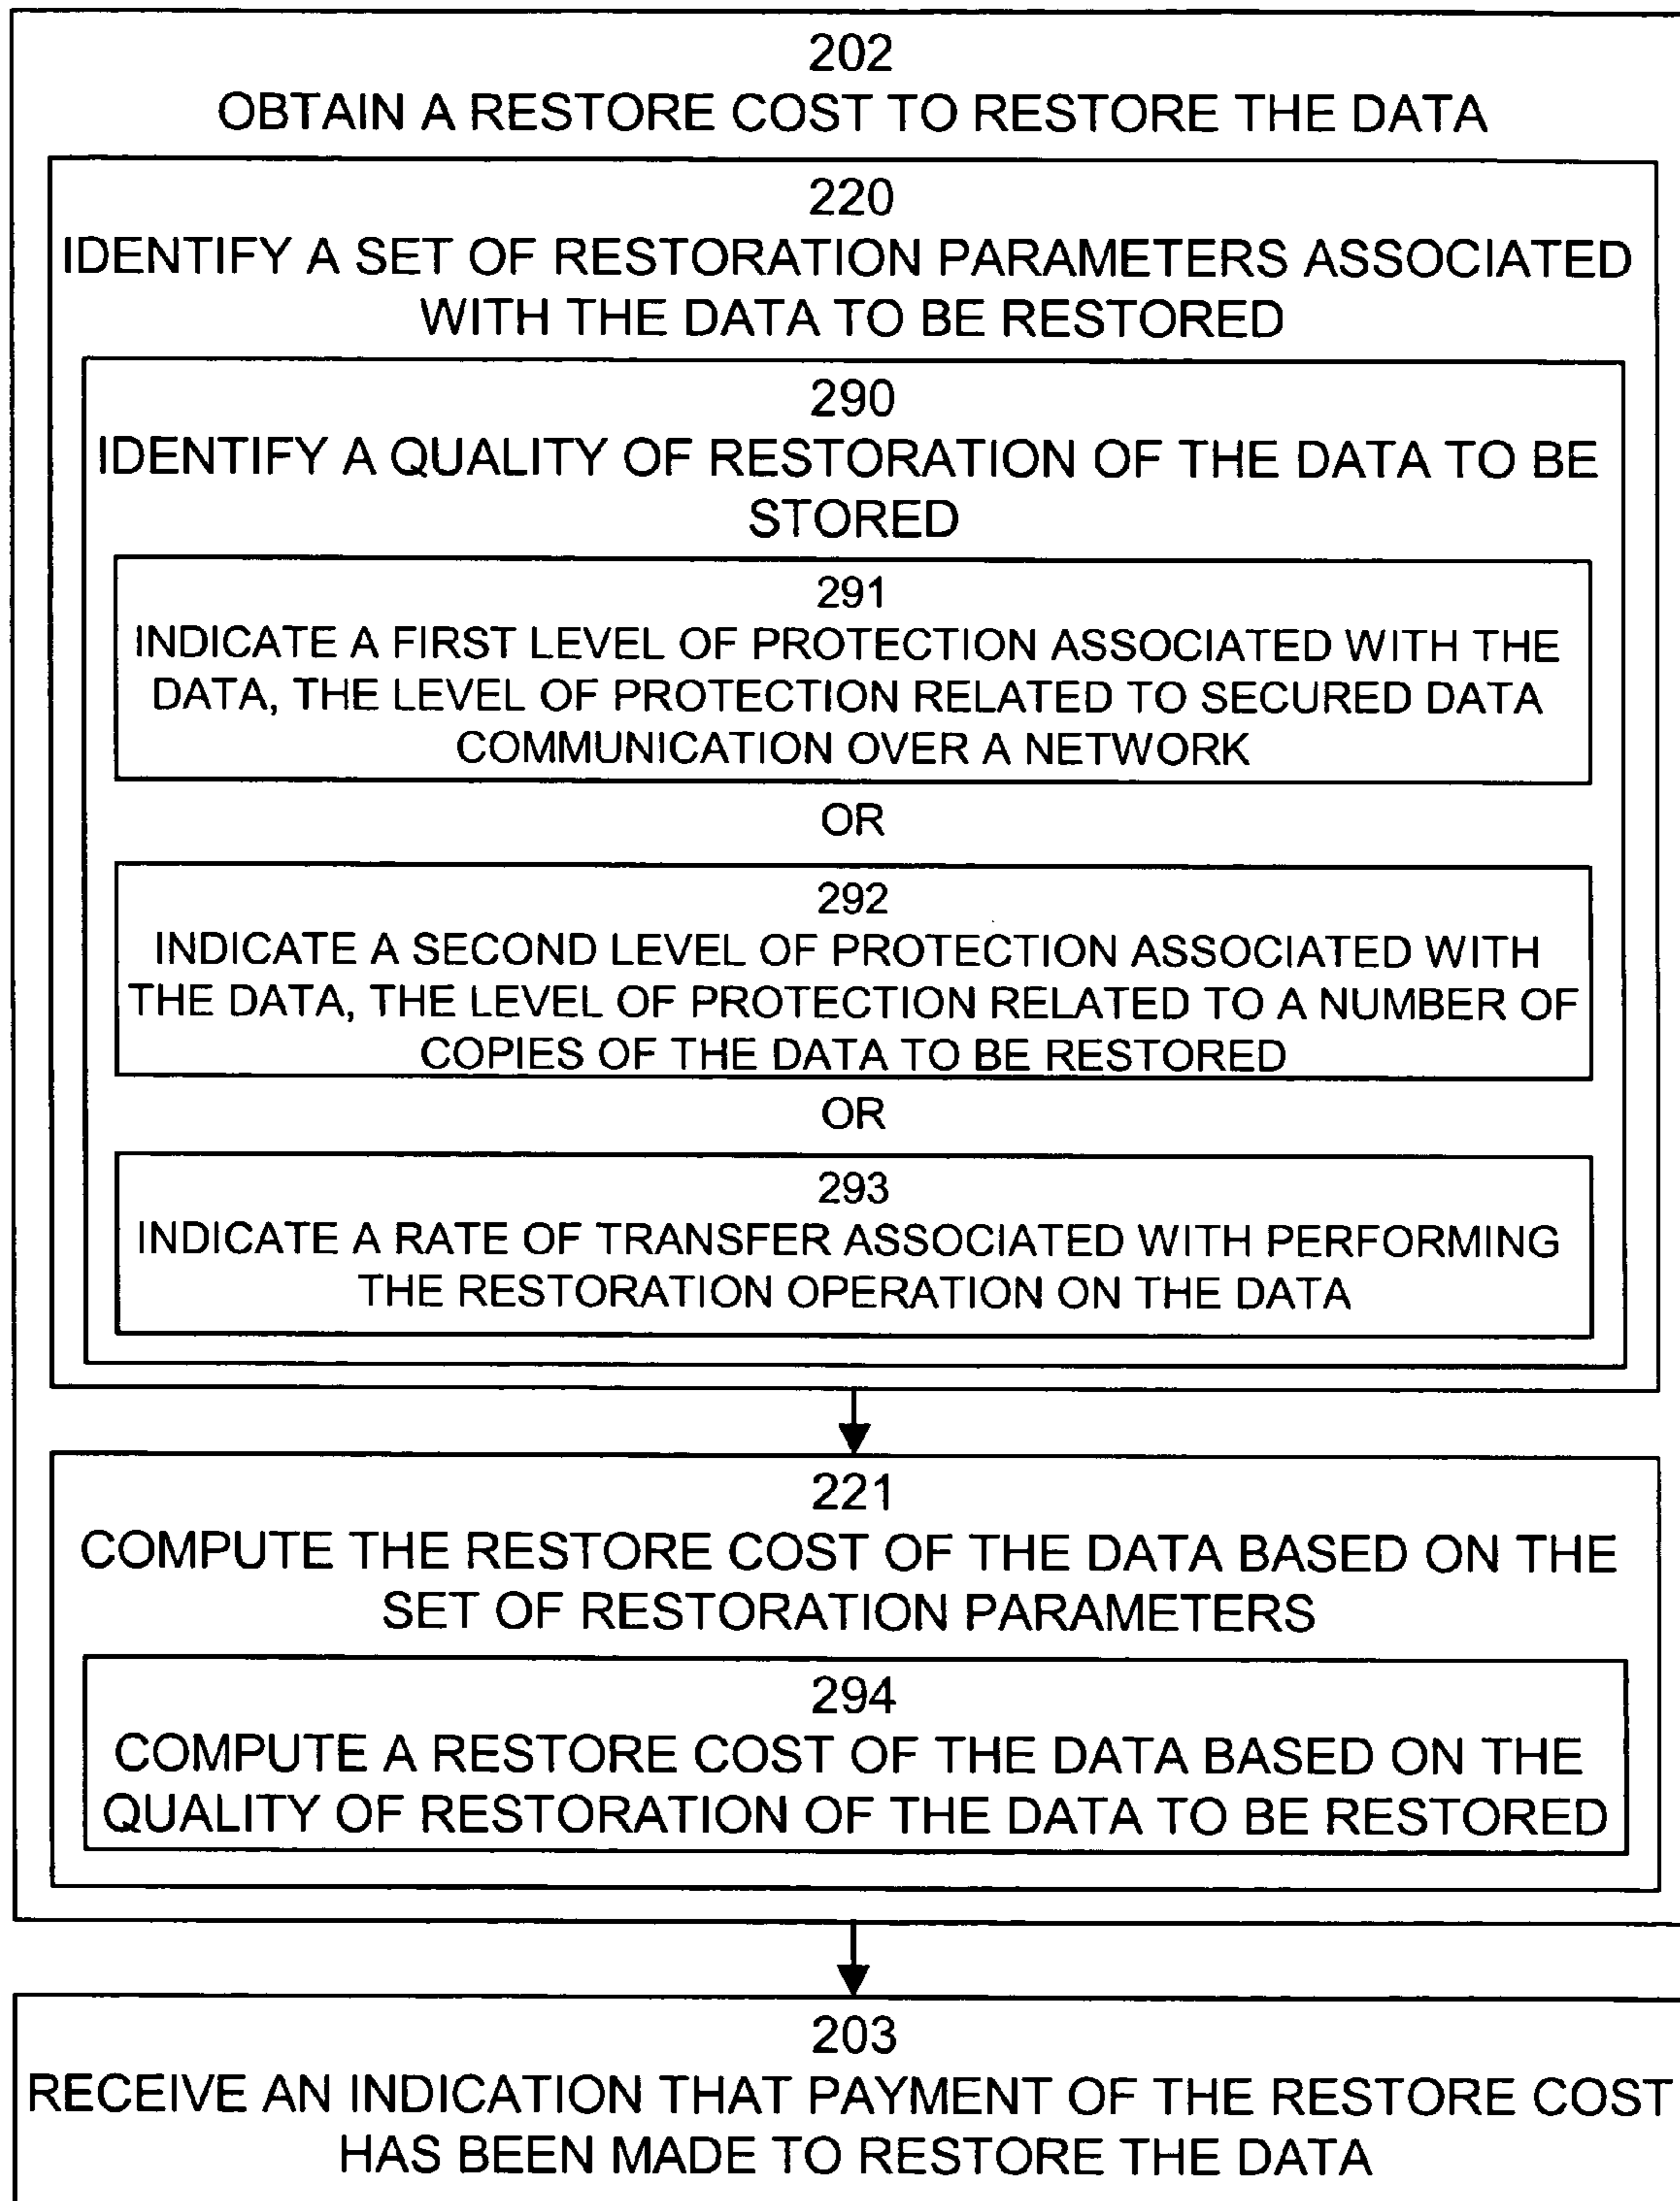 202
OBTAIN A RESTORE COST TO RESTORE THE DATA
220
IDENTIFY A SET OF RESTORATION PARAMETERS ASSOCIATED
WITH THE DATA TO BE RESTORED
290
IDENTIFY A QUALITY OF RESTORATION OF THE DATA TO BE
STORED
291
INDICATE A FIRST LEVEL OF PROTECTION ASSOCIATED WITH THE
DATA, THE LEVEL OF PROTECTION RELATED TO SECURED DATA
COMMUNICATION OVER A NETWORK
OR
292
INDICATE A SECOND LEVEL OF PROTECTION ASSOCIATED WITH
THE DATA, THE LEVEL OF PROTECTION RELATED TO A NUMBER OF
COPIES OF THE DATA TO BE RESTORED
OR
293
INDICATE A RATE OF TRANSFER ASSOCIATED WITH PERFORMING
THE RESTORATION OPERATION ON THE DATA
221
COMPUTE THE RESTORE COST OF THE DATA BASED ON THE
SET OF RESTORATION PARAMETERS
294
COMPUTE A RESTORE COST OF THE DATA BASED ON THE
QUALITY OF RESTORATION OF THE DATA TO BE RESTORED
203
RECEIVE AN INDICATION THAT PAYMENT OF THE RESTORE COST
HAS BEEN MADE TO RESTORE THE DATA